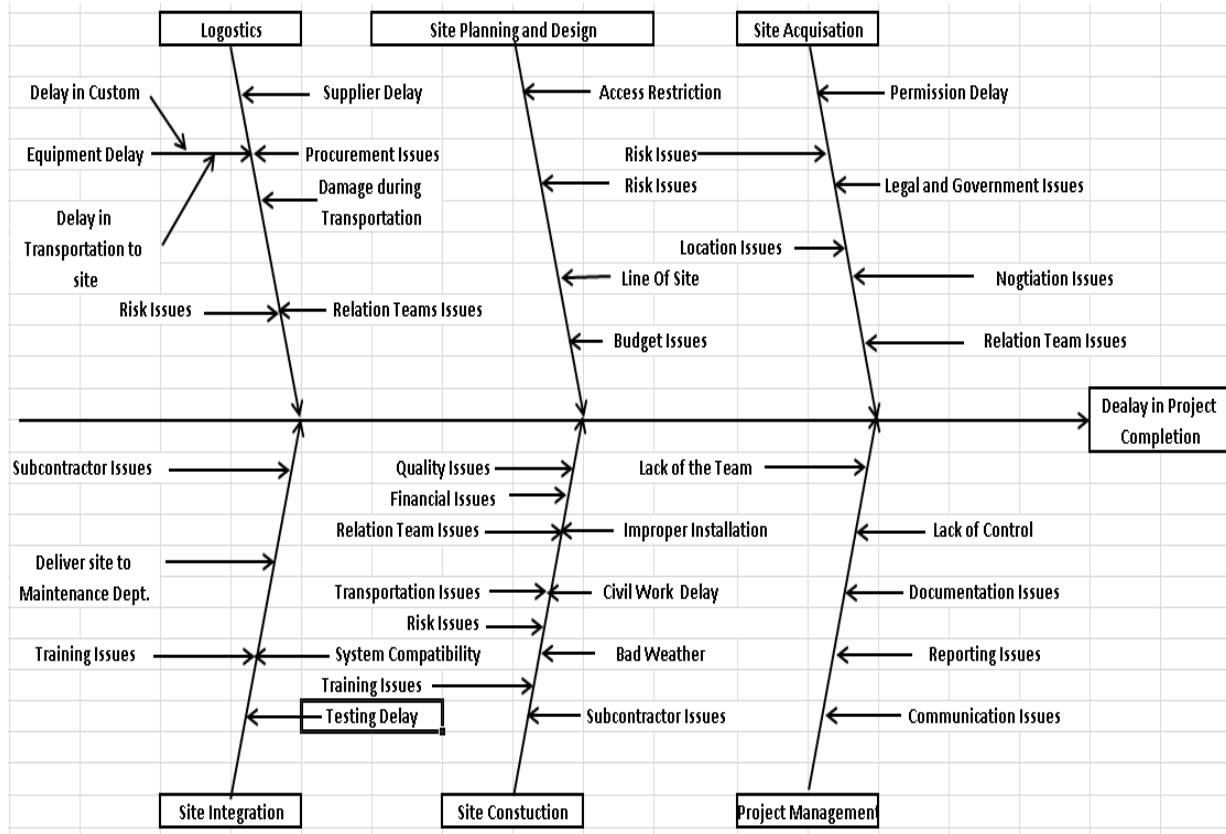 Logostics
Site Planning and Design
Site Acquisation
Delay in Custom
Supplier Delay
Access Restriction
Permission Delay
Equipment Delay
Procurement Issues
Risk Issues
Damage during
Transportation
Risk Issues
Legal and Government Issues
Delay in
Transportation to
site
Location Issues
Line Of Site
Nogtiation Issues
Risk Issues
Relation Teams Issues
Budget Issues
Relation Team Issues
Dealay in Project
Completion
Subcontractor Issues
Quality Issues
Lack of the Team
Financial Issues
Relation Team Issues
Improper Installation
Lack of Control
Deliver site to
Maintenance Dept.
Transportation Issues
Civil Work Delay
Documentation Issues
Risk Issues
Training Issues
System Compatibility
Bad Weather
Reporting Issues
Training Issues
Testing Delay
Subcontractor Issues
Communication Issues
Site Integration
Site Constuction
Project Management